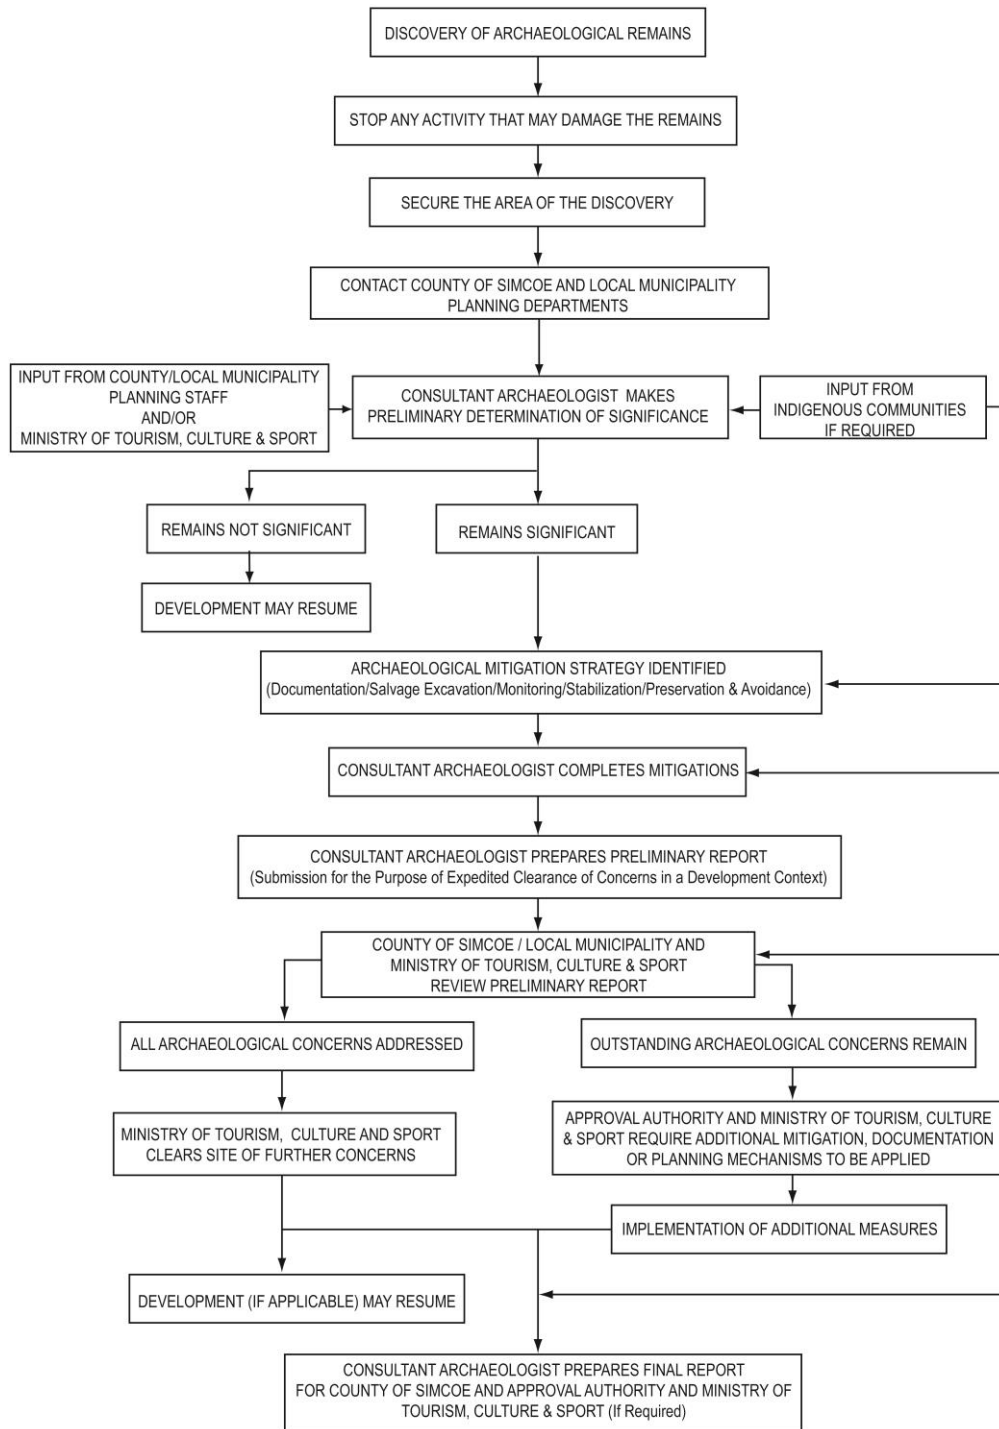 DISCOVERY OF ARCHAEOLOGICAL REMAINS
STOP ANY ACTIVITY THAT MAY DAMAGE THE REMAINS
SECURE THE AREA OF THE DISCOVERY
CONTACT COUNTY OF SIMCOE AND LOCAL MUNICIPALITY
PLANNING DEPARTMENTS
INPUT FROM COUNTY/LOCAL MUNICIPALITY
PLANNING STAFF
AND/OR
MINISTRY OF TOURISM, CULTURE & SPORT
CONSULTANT ARCHAEOLOGIST MAKES
PRELIMINARY DETERMINATION OF SIGNIFICANCE
INPUT FROM
INDIGENOUS COMMUNITIES
IF REQUIRED
REMAINS NOT SIGNIFICANT
REMAINS SIGNIFICANT
DEVELOPMENT MAY RESUME
ARCHAEOLOGICAL MITIGATION STRATEGY IDENTIFIED
(Documentation/Salvage Excavation/Monitoring/Stabilization/Preservation & Avoidance)
CONSULTANT ARCHAEOLOGIST COMPLETES MITIGATIONS
CONSULTANT ARCHAEOLOGIST PREPARES PRELIMINARY REPORT
(Submission for the Purpose of Expedited Clearance of Concerns in a Development Context)
COUNTY OF SIMCOE / LOCAL MUNICIPALITY AND
MINISTRY OF TOURISM, CULTURE & SPORT
REVIEW PRELIMINARY REPORT
ALL ARCHAEOLOGICAL CONCERNS ADDRESSED
OUTSTANDING ARCHAEOLOGICAL CONCERNS REMAIN
MINISTRY OF TOURISM, CULTURE AND SPORT
CLEARS SITE OF FURTHER CONCERNS
APPROVAL AUTHORITY AND MINISTRY OF TOURISM, CULTURE
& SPORT REQUIRE ADDITIONAL MITIGATION, DOCUMENTATION
OR PLANNING MECHANISMS TO BE APPLIED
IMPLEMENTATION OF ADDITIONAL MEASURES
DEVELOPMENT (IF APPLICABLE) MAY RESUME
CONSULTANT ARCHAEOLOGIST PREPARES FINAL REPORT
FOR COUNTY OF SIMCOE AND APPROVAL AUTHORITY AND MINISTRY OF
TOURISM, CULTURE & SPORT (If Required)